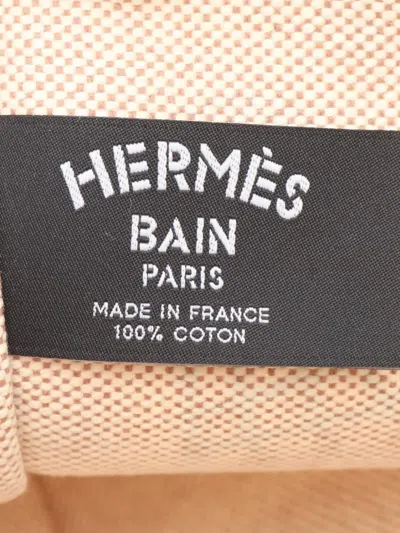 HERMÈS
BAIN
PARIS
MADE IN FRANCE
100% COTON